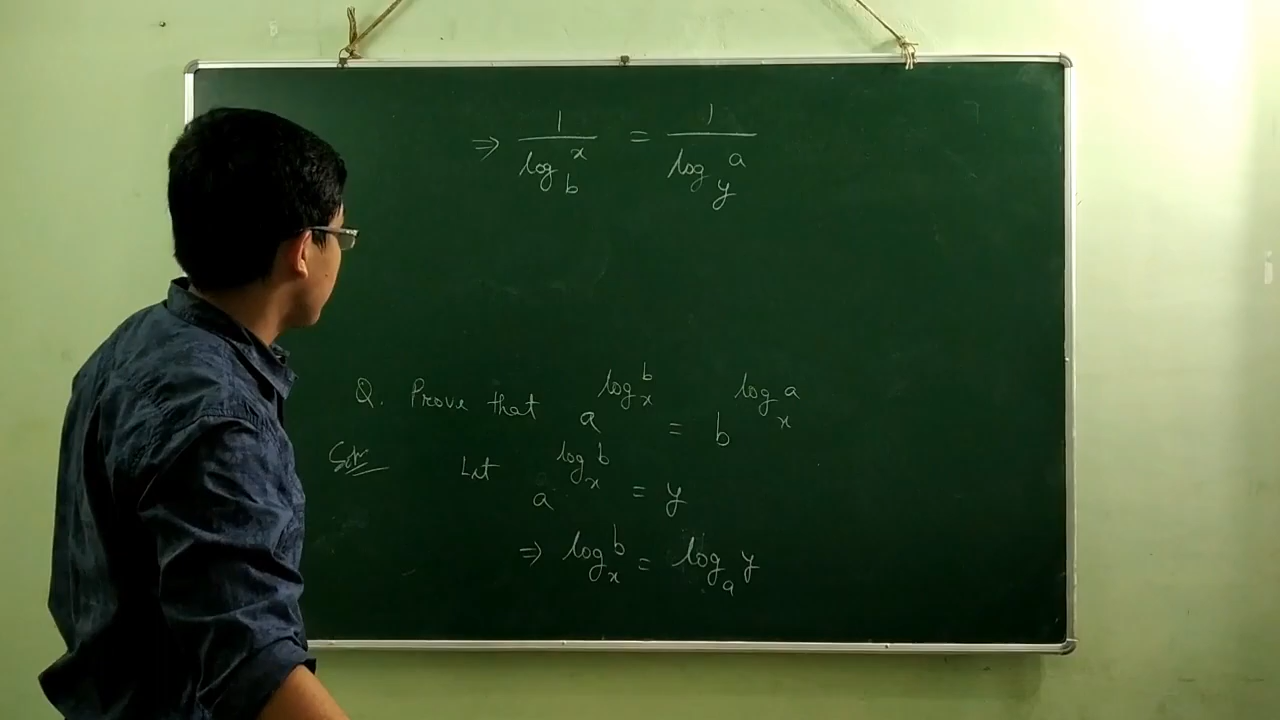 ⇒ 1/log_b^x = 1/log_y^a
Q. Prove that a^(log_x^b) = b^(log_x^a)
Soln Let a^(log_x^b) = y
⇒ log_x^b = log_a y